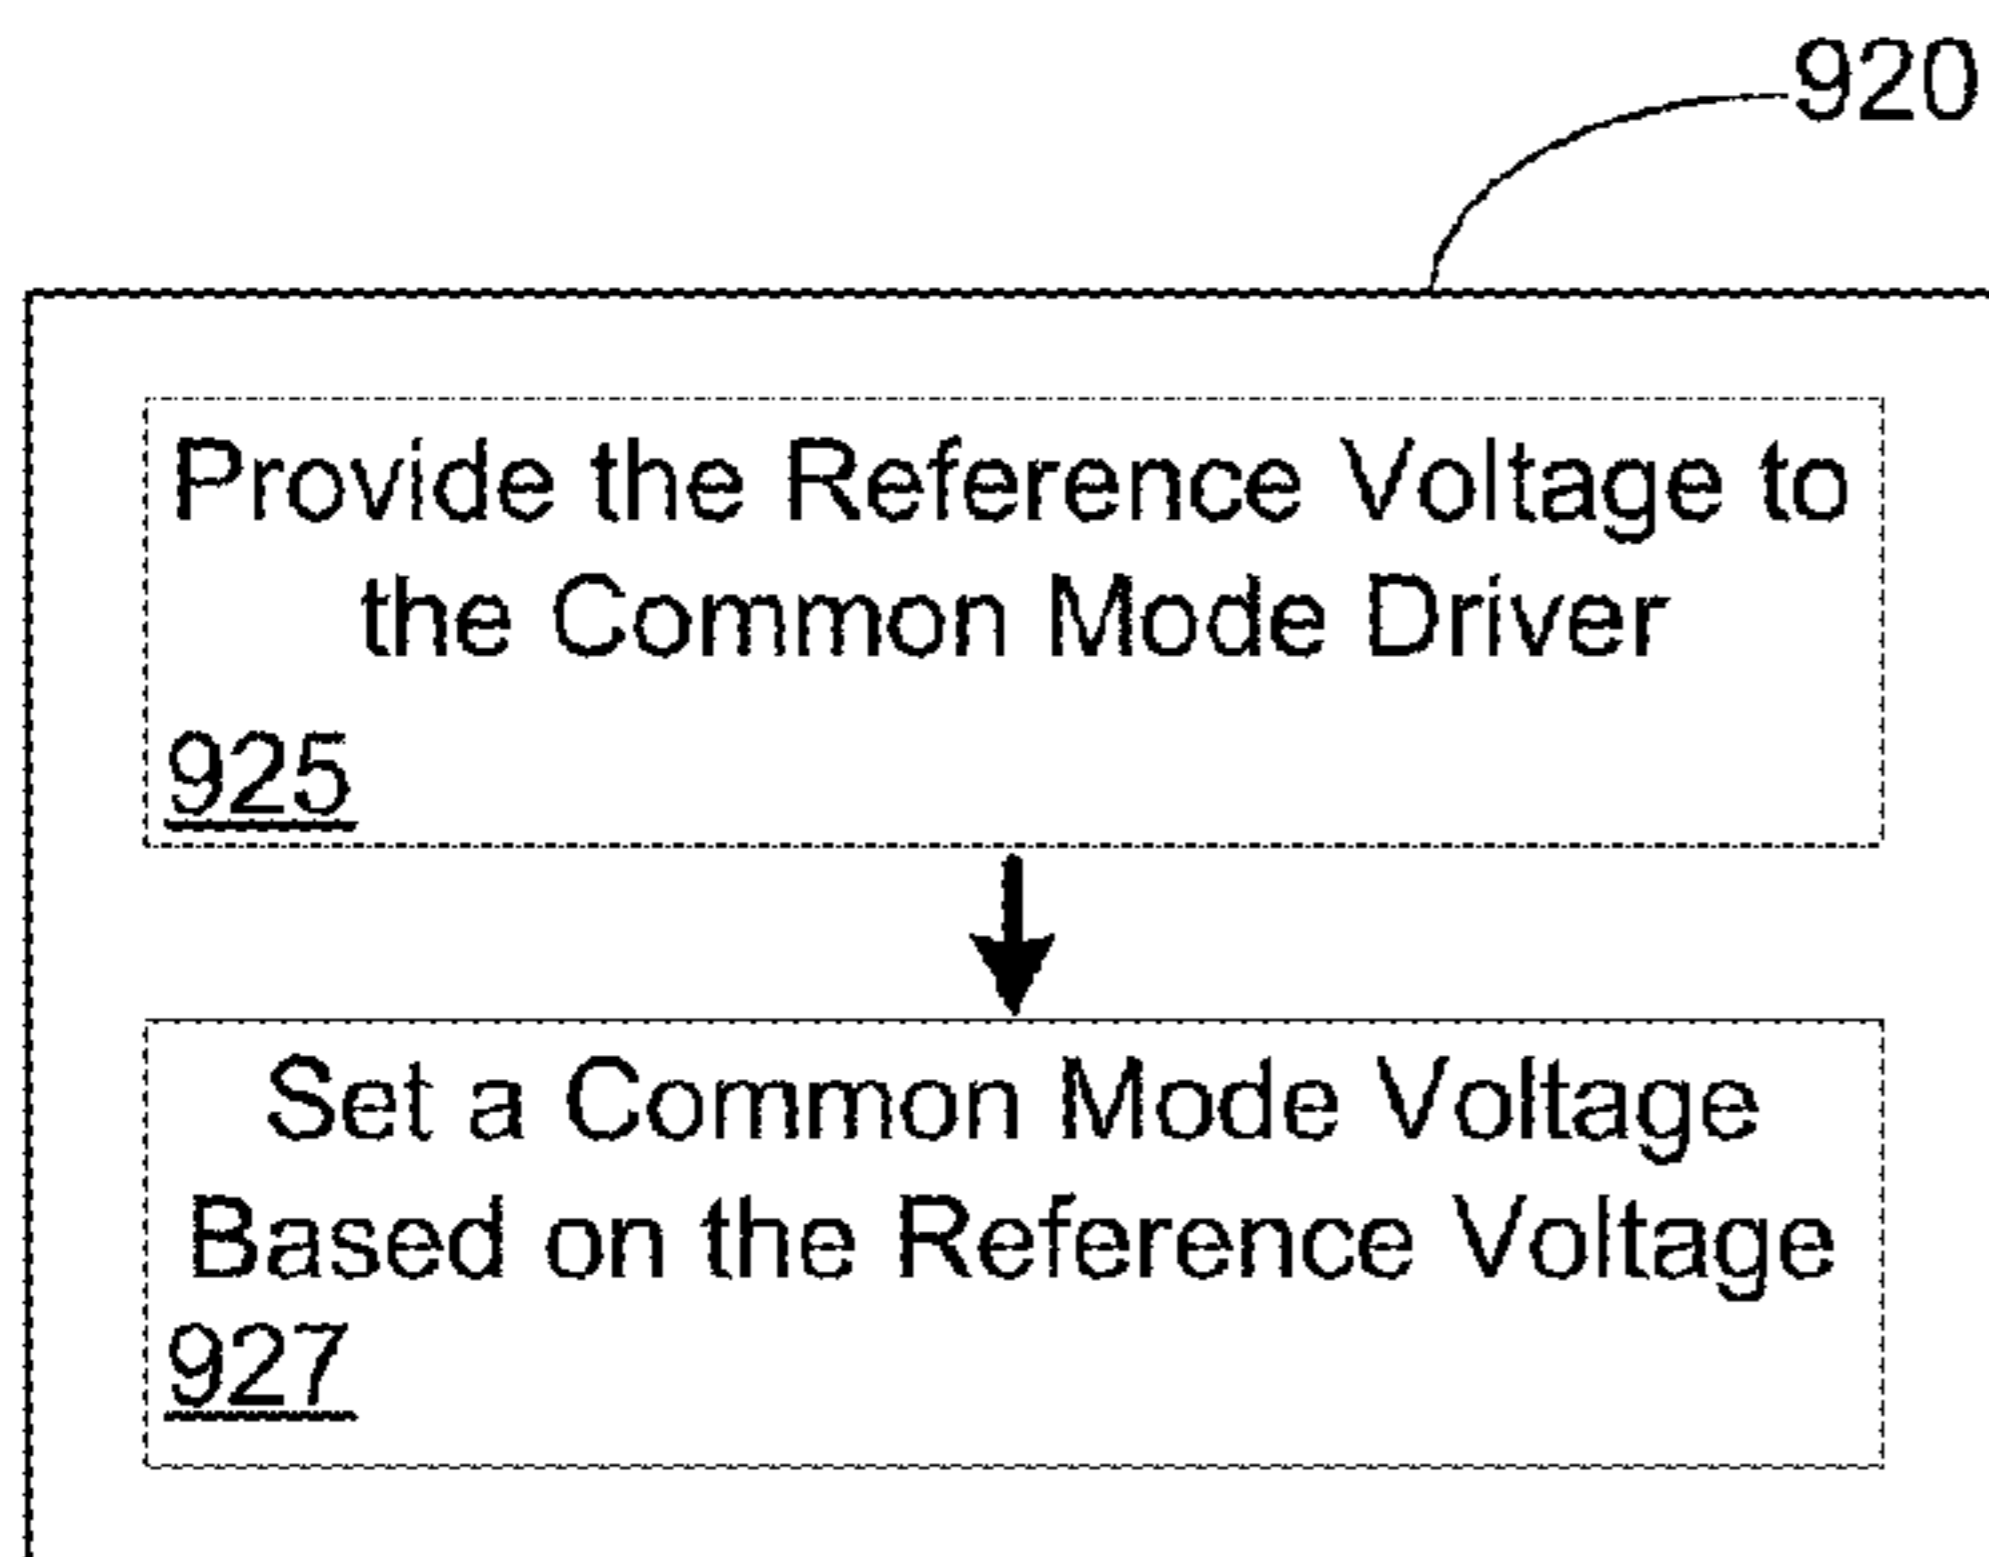 920
Provide the Reference Voltage to
the Common Mode Driver
925
Set a Common Mode Voltage
Based on the Reference Voltage
927